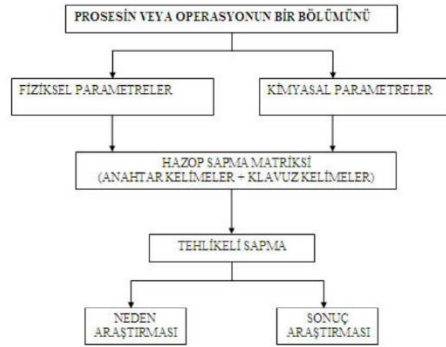 PROSESİN VEYA OPERASYONUN BİR BÖLÜMÜNÜ
FİZİKSEL PARAMETRELER
KİMYASAL PARAMETRELER
HAZOP SAPMA MATRİKSİ
(ANAHTAR KELİMELER + KLAVUZ KELİMELER)
TEHLİKELİ SAPMA
NEDEN
ARAŞTIRMASI
SONUÇ
ARAŞTIRMASI